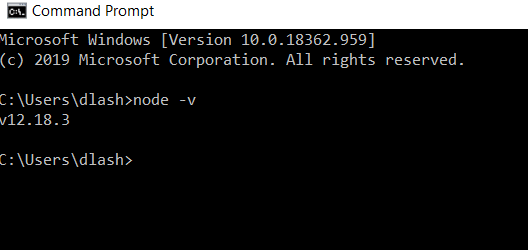 Command Prompt
Microsoft Windows [Version 10.0.18362.959]
(c) 2019 Microsoft Corporation. All rights reserved.
C:\Users\dlash>node -v
v12.18.3
C:\Users\dlash>